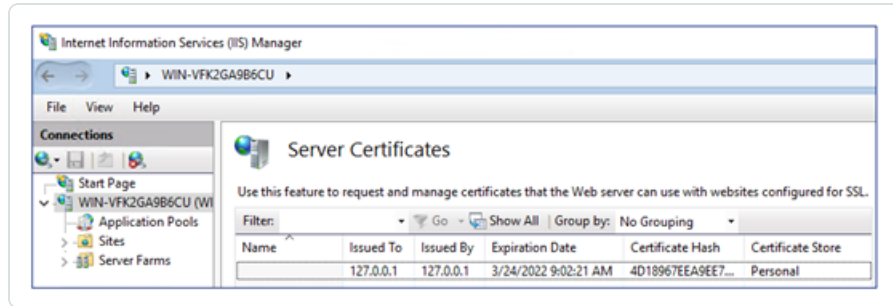 Internet Information Services (IIS) Manager
WIN-VFK2GA9B6CU
File View Help
Connections
Start Page
WIN-VFK2GA9B6CU (WI
Application Pools
Sites
Server Farms
Server Certificates
Use this feature to request and manage certificates that the Web server can use with websites configured for SSL.
Filter: Go Show All Group by: No Grouping
Name Issued To Issued By Expiration Date Certificate Hash Certificate Store
127.0.0.1 127.0.0.1 3/24/2022 9:02:21 AM 4D18967EEA9EE7... Personal